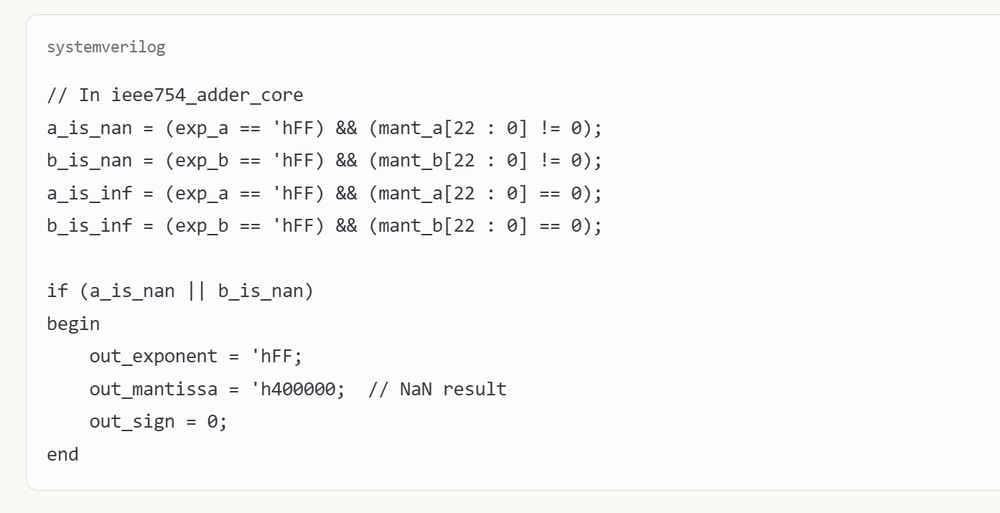 systemverilog
// In ieee754_adder_core
a_is_nan = (exp_a == 'hFF) && (mant_a[22 : 0] != 0);
b_is_nan = (exp_b == 'hFF) && (mant_b[22 : 0] != 0);
a_is_inf = (exp_a == 'hFF) && (mant_a[22 : 0] == 0);
b_is_inf = (exp_b == 'hFF) && (mant_b[22 : 0] == 0);
if (a_is_nan || b_is_nan)
begin
    out_exponent = 'hFF;
    out_mantissa = 'h400000;  // NaN result
    out_sign = 0;
end